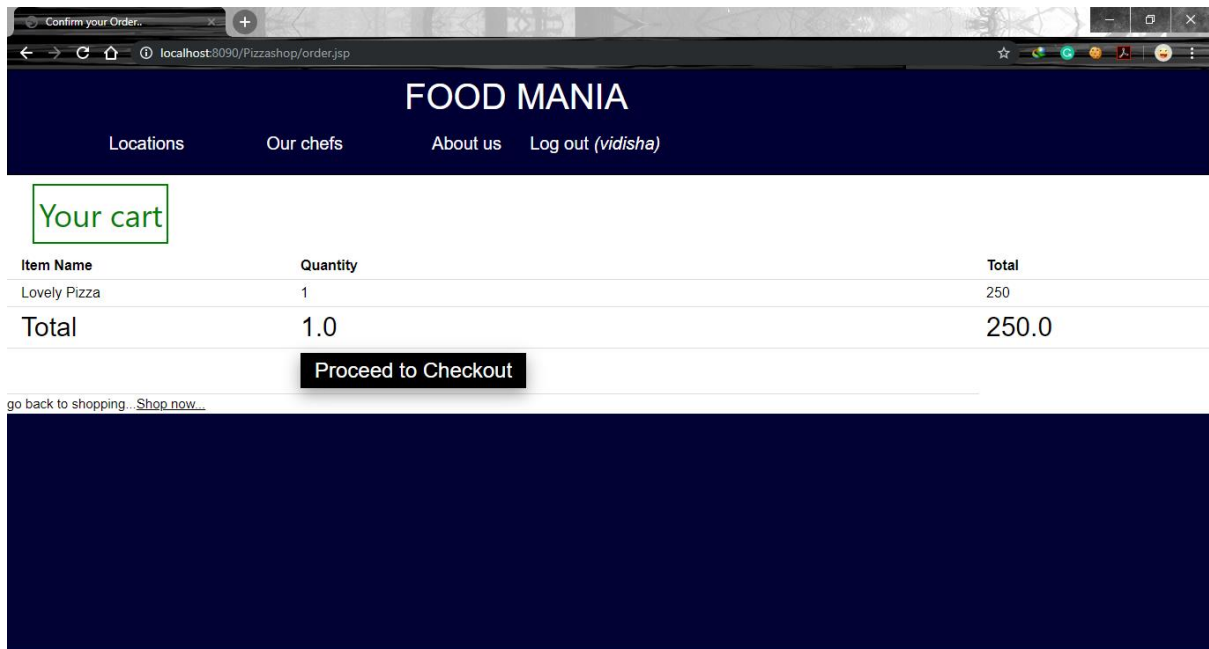 Confirm your Order..
localhost:8090/Pizzashop/order.jsp
FOOD MANIA
Locations Our chefs About us Log out (vidisha)
Your cart
Item Name Quantity Total
Lovely Pizza 1 250
Total 1.0 250.0
Proceed to Checkout
go back to shopping...Shop now...